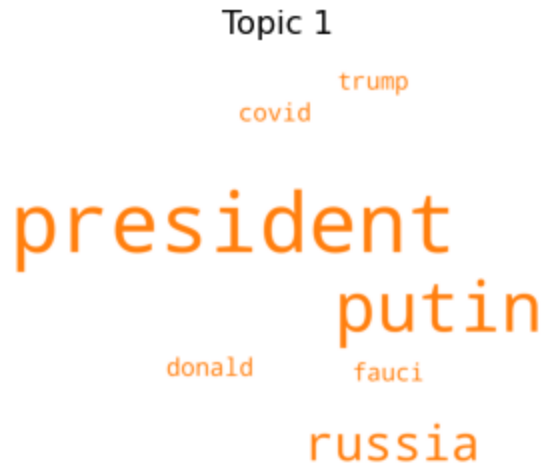 Topic 1
trump
covid
president
putin
donald
fauci
russia